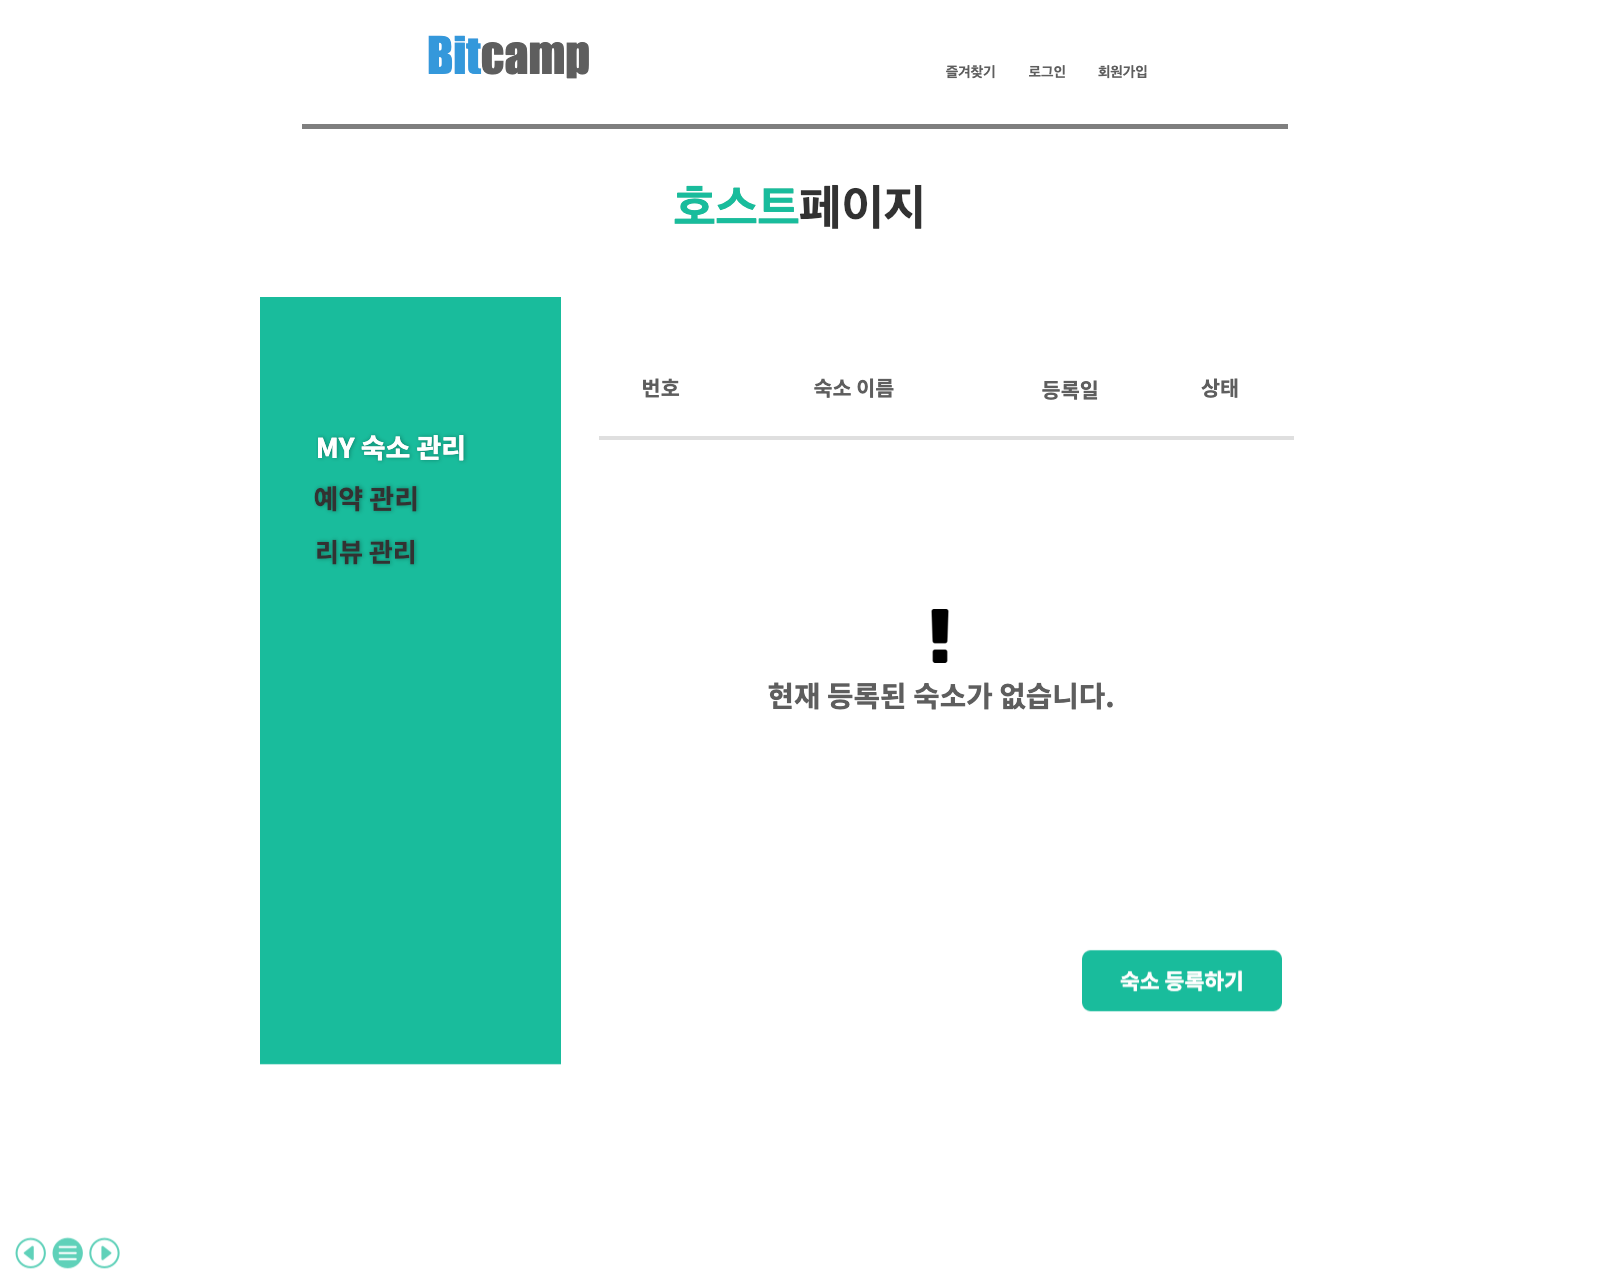 Bitcamp
즐겨찾기 로그인 회원가입
호스트페이지
MY 숙소 관리
예약 관리
리뷰 관리
번호 숙소 이름 등록일 상태
!
현재 등록된 숙소가 없습니다.
숙소 등록하기